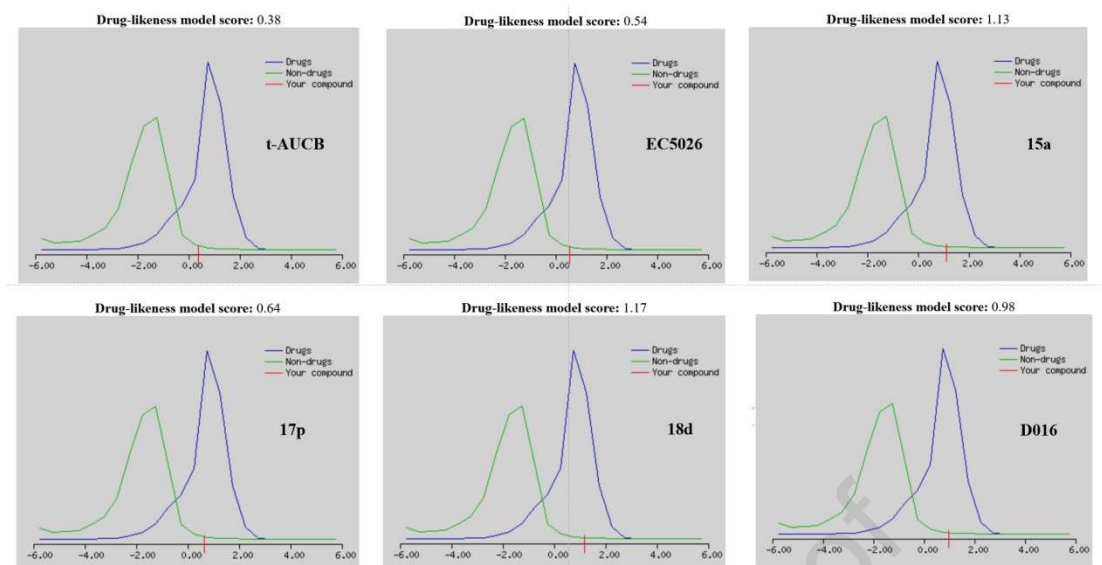 Drug-likeness model score: 0.38
Drugs
Non-drugs
Your compound
t-AUCB
-6.00 -4.00 -2.00 0.00 2.00 4.00 6.00
Drug-likeness model score: 0.54
Drugs
Non-drugs
Your compound
EC5026
-6.00 -4.00 -2.00 0.00 2.00 4.00 6.00
Drug-likeness model score: 1.13
Drugs
Non-drugs
Your compound
15a
-6.00 -4.00 -2.00 0.00 2.00 4.00 6.00
Drug-likeness model score: 0.64
Drugs
Non-drugs
Your compound
17p
-6.00 -4.00 -2.00 0.00 2.00 4.00 6.00
Drug-likeness model score: 1.17
Drugs
Non-drugs
Your compound
18d
-6.00 -4.00 -2.00 0.00 2.00 4.00 6.00
Drug-likeness model score: 0.98
Drugs
Non-drugs
Your compound
D016
-6.00 -4.00 -2.00 0.00 2.00 4.00 6.00
of